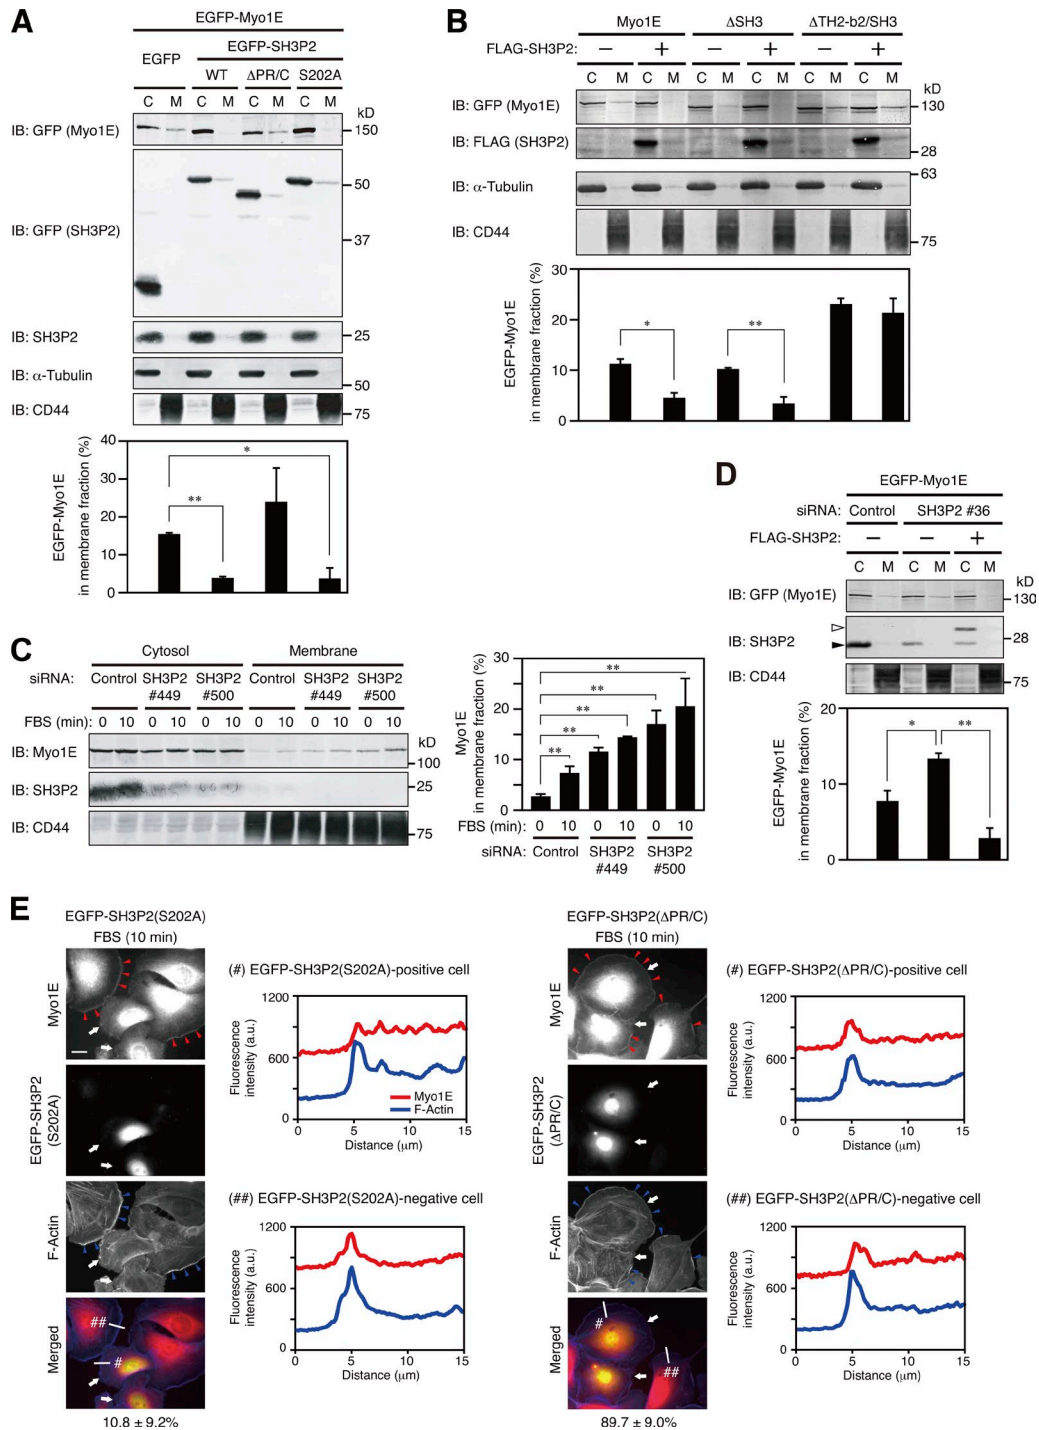 A
EGFP-Myo1E
EGFP
EGFP-SH3P2
WT ΔPR/C S202A
C M C M C M C M
kD
IB: GFP (Myo1E)
150
50
IB: GFP (SH3P2)
37
IB: SH3P2
25
IB: α-Tubulin
50
IB: CD44
75
EGFP-Myo1E
in membrane fraction (%)
40
30
20
10
0
**
*
B
Myo1E ΔSH3 ΔTH2-b2/SH3
FLAG-SH3P2: − + − + − +
C M C M C M C M C M C M
kD
IB: GFP (Myo1E)
130
IB: FLAG (SH3P2)
28
IB: α-Tubulin
63
IB: CD44
75
EGFP-Myo1E
in membrane fraction (%)
30
20
10
0
*
**
C
Cytosol Membrane
siRNA: Control SH3P2 #449 SH3P2 #500 Control SH3P2 #449 SH3P2 #500
FBS (min): 0 10 0 10 0 10 0 10 0 10 0 10
kD
IB: Myo1E
100
IB: SH3P2
25
IB: CD44
75
Myo1E
in membrane fraction (%)
30
20
10
0
**
**
**
**
**
FBS (min): 0 10 0 10 0 10
siRNA: Control SH3P2 #449 SH3P2 #500
D
EGFP-Myo1E
siRNA: Control SH3P2 #36
FLAG-SH3P2: − − +
C M C M C M
kD
IB: GFP (Myo1E)
130
IB: SH3P2
28
IB: CD44
75
EGFP-Myo1E
in membrane fraction (%)
20
10
0
*
**
E
EGFP-SH3P2(S202A)
FBS (10 min)
Myo1E
EGFP-SH3P2
(S202A)
F-Actin
Merged
##
#
10.8 ± 9.2%
(#) EGFP-SH3P2(S202A)-positive cell
Fluorescence
intensity (a.u.)
1200
600
0
Myo1E
F-Actin
0 5 10 15
Distance (μm)
(##) EGFP-SH3P2(S202A)-negative cell
Fluorescence
intensity (a.u.)
1200
600
0
0 5 10 15
Distance (μm)
EGFP-SH3P2(ΔPR/C)
FBS (10 min)
Myo1E
EGFP-SH3P2
(ΔPR/C)
F-Actin
Merged
#
##
89.7 ± 9.0%
(#) EGFP-SH3P2(ΔPR/C)-positive cell
Fluorescence
intensity (a.u.)
1200
600
0
0 5 10 15
Distance (μm)
(##) EGFP-SH3P2(ΔPR/C)-negative cell
Fluorescence
intensity (a.u.)
1200
600
0
0 5 10 15
Distance (μm)